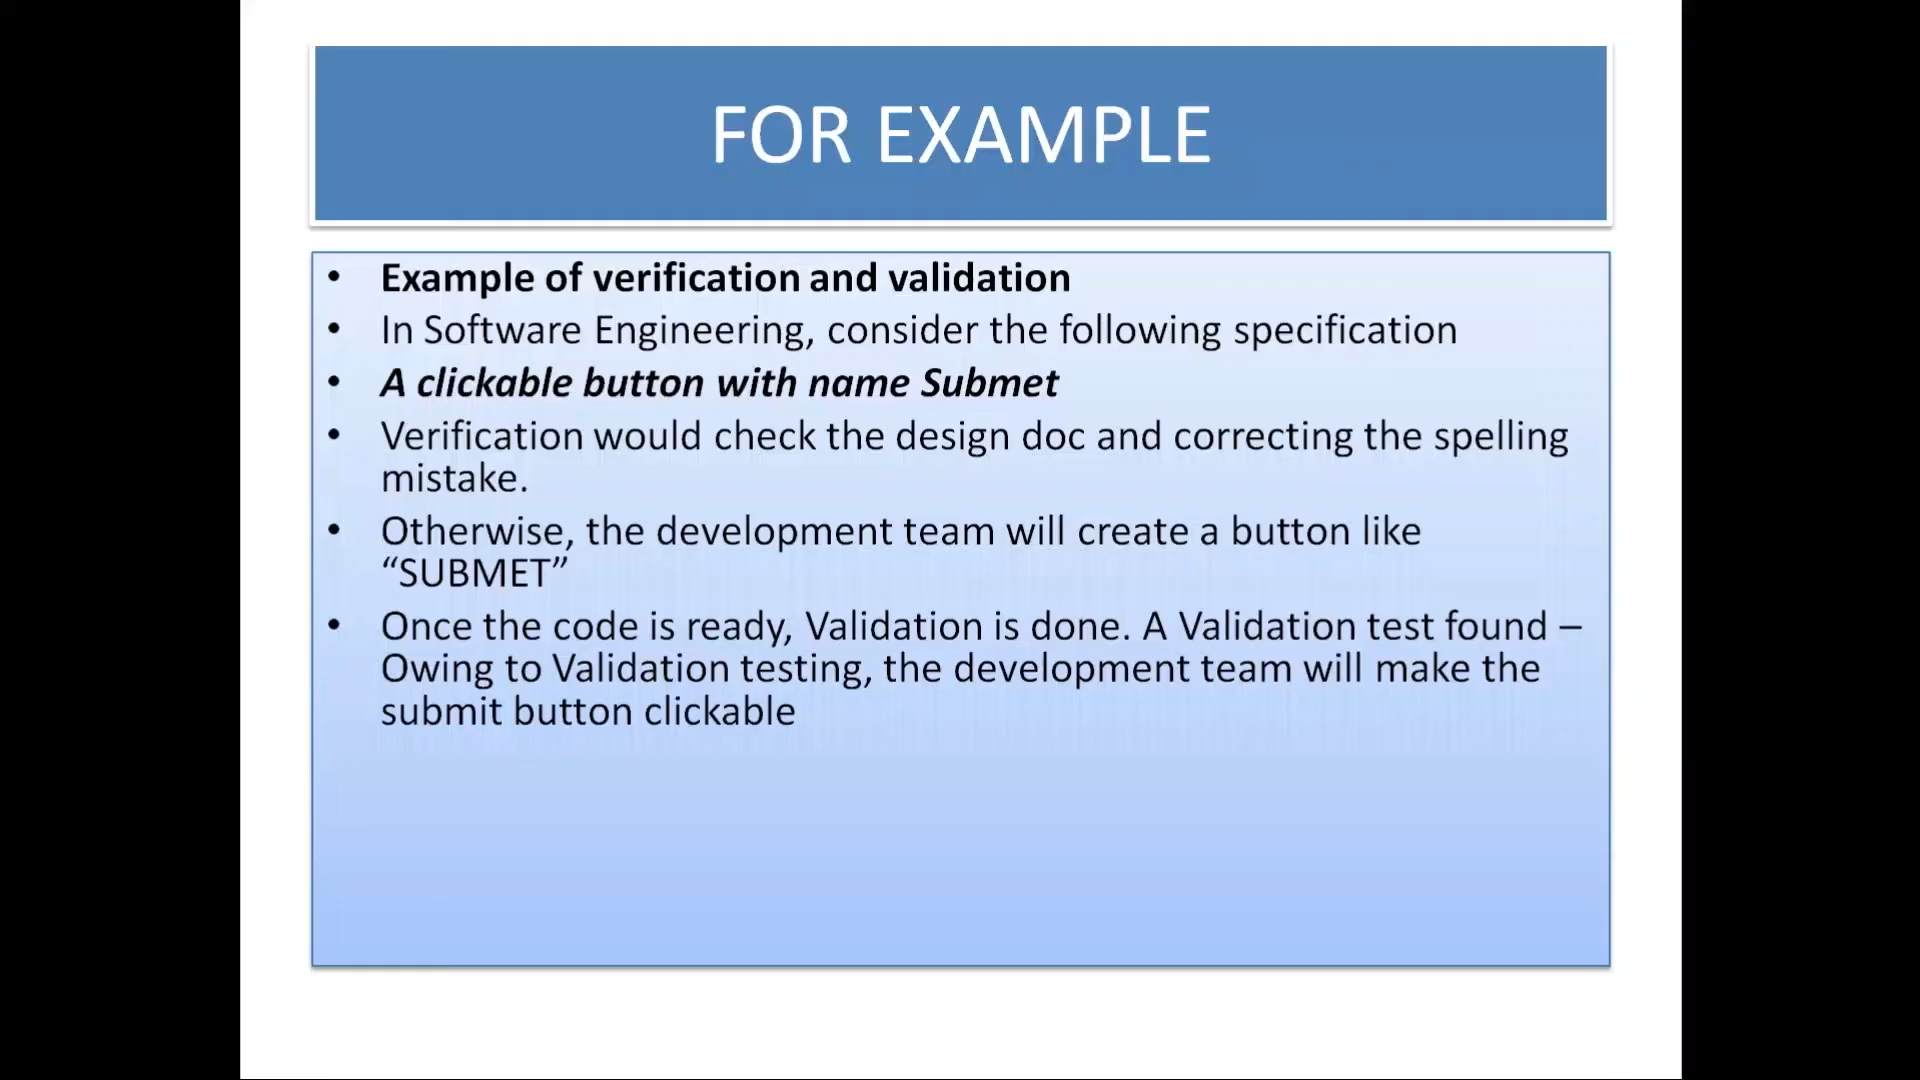 FOR EXAMPLE
• Example of verification and validation
• In Software Engineering, consider the following specification
• A clickable button with name Submet
• Verification would check the design doc and correcting the spelling
mistake.
• Otherwise, the development team will create a button like
“SUBMET”
• Once the code is ready, Validation is done. A Validation test found –
Owing to Validation testing, the development team will make the
submit button clickable